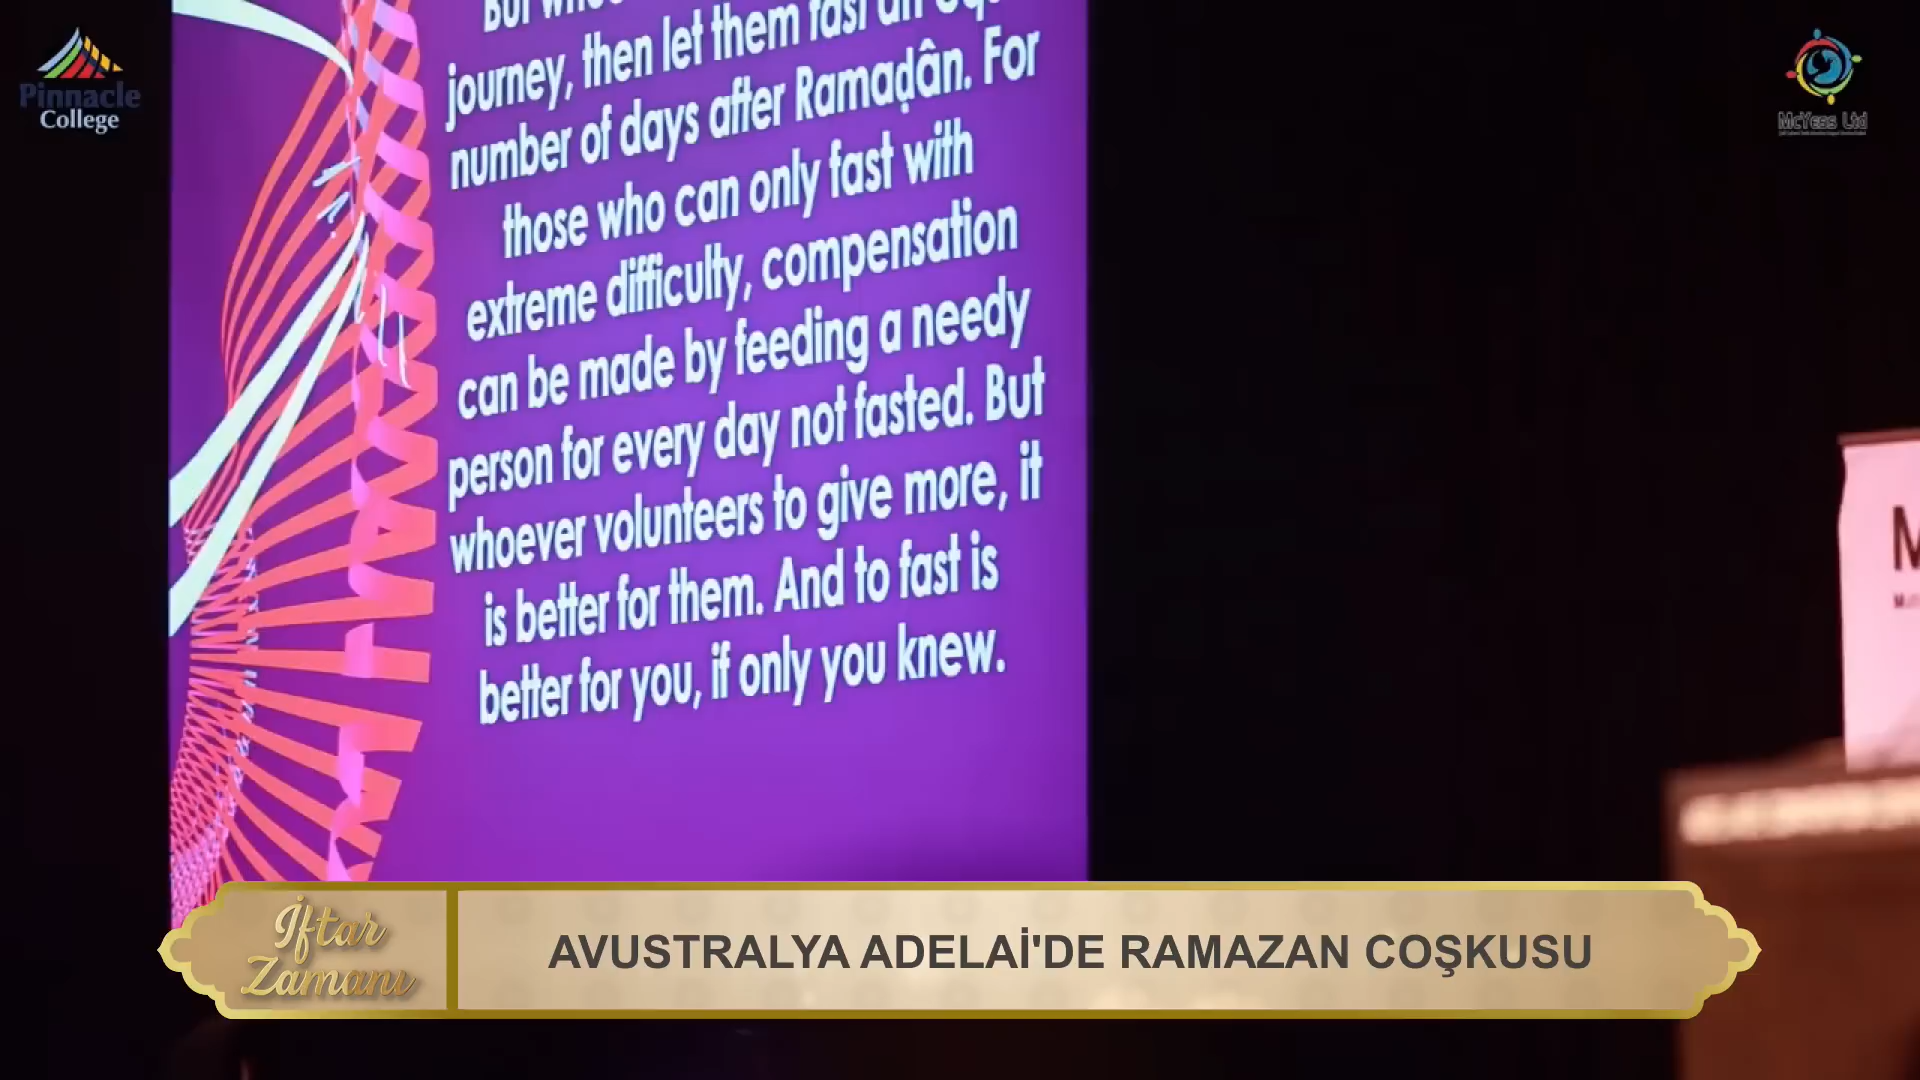 journey, then let them fast an
number of days after Ramaḍân. For
those who can only fast with
extreme difficulty, compensation
can be made by feeding a needy
person for every day not fasted. But
whoever volunteers to give more, it
is better for them. And to fast is
better for you, if only you knew.
Pinnacle
College
McYess Ltd
M
İftar
Zamanı
AVUSTRALYA ADELAİ'DE RAMAZAN COŞKUSU